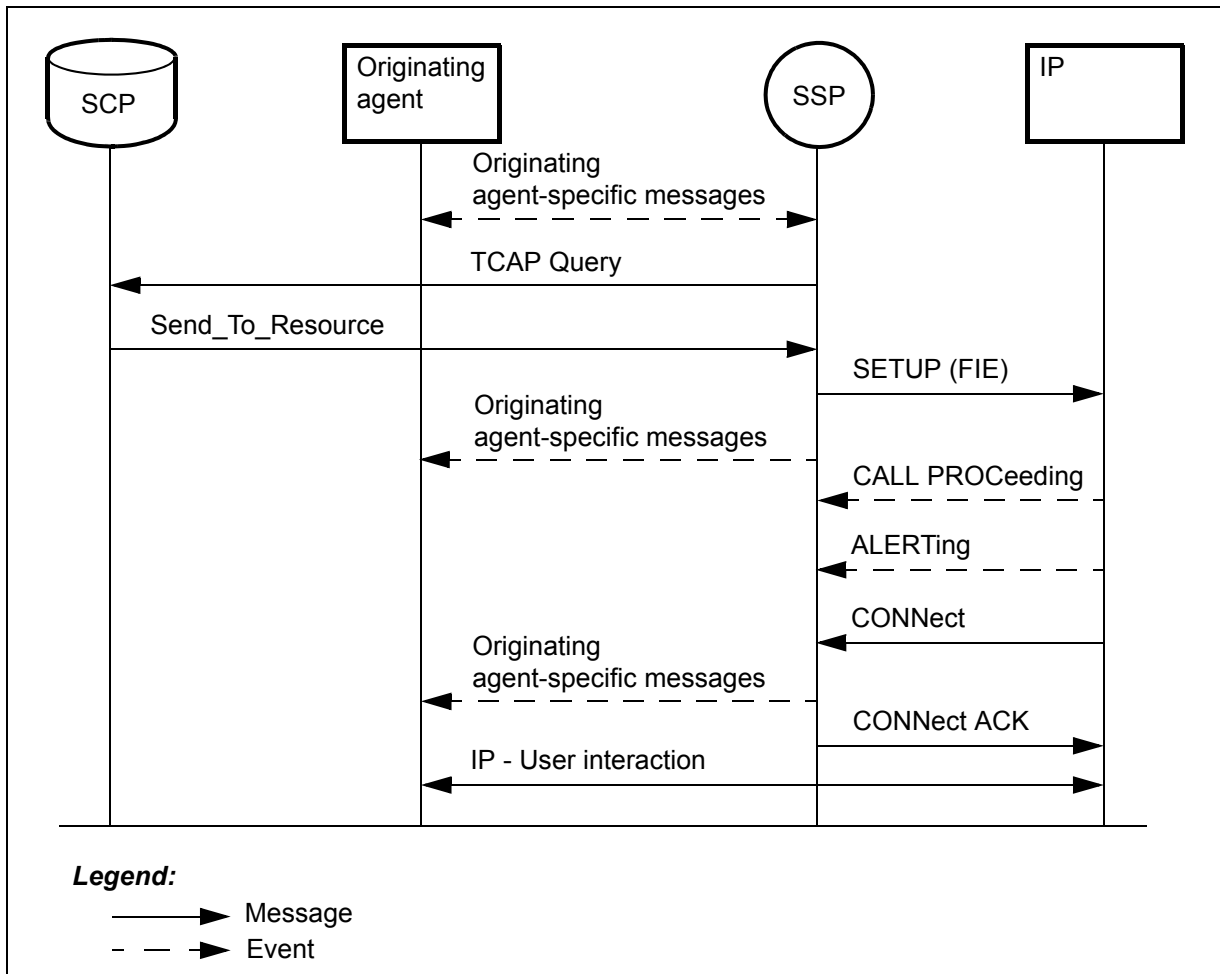 SCP
Originating
agent
SSP
IP
Originating
agent-specific messages
TCAP Query
Send_To_Resource
SETUP (FIE)
Originating
agent-specific messages
CALL PROCeeding
ALERTing
CONNect
Originating
agent-specific messages
CONNect ACK
IP - User interaction
Legend:
Message
Event